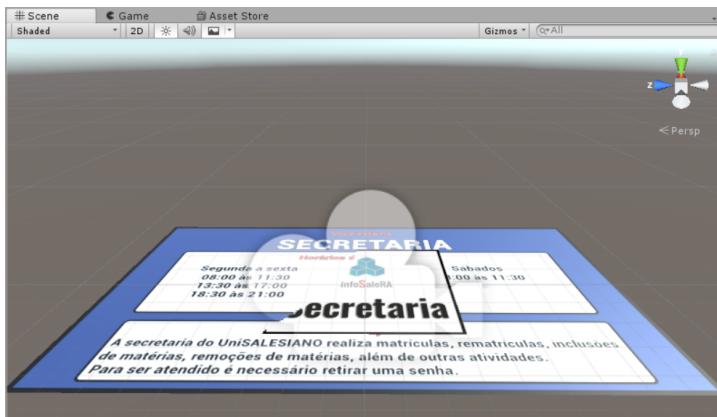 Scene Game Asset Store
Shaded 2D Gizmos All
y
z
Persp
SECRETARIA
Horários
Segunda a sexta Sábados
08:00 às 11:30 :00 às 11:30
13:30 às 17:00
18:30 às 21:00
infoSaleRA
ecretaria
A secretaria do UniSALESIANO realiza matrículas, rematrículas, inclusões
de matérias, remoções de matérias, além de outras atividades.
Para ser atendido é necessário retirar uma senha.